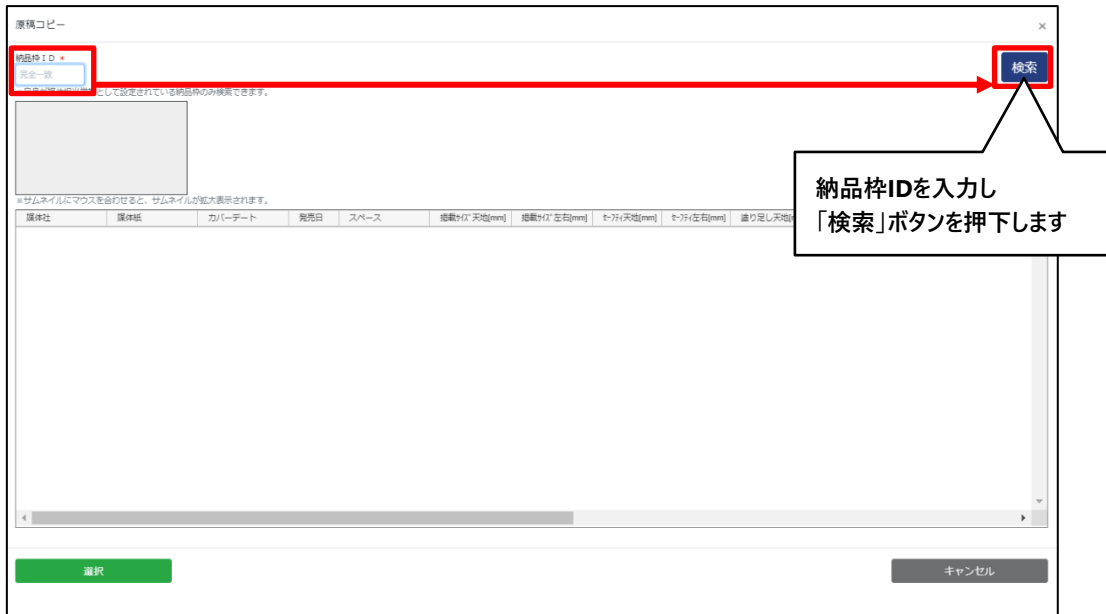 原稿コピー
×
納品枠ＩＤ *
完全一致
検索
として設定されている納品枠のみ検索できます。
納品枠IDを入力し
「検索」ボタンを押下します
※サムネイルにマウスを合わせると、サムネイルが拡大表示されます。
媒体社 媒体紙 カバーデート 発売日 スペース 掲載ｻｲｽﾞ天地[mm] 掲載ｻｲｽﾞ左右[mm] ｾｰﾌﾃｨ天地[mm] ｾｰﾌﾃｨ左右[mm] 塗り足し天地
選択
キャンセル